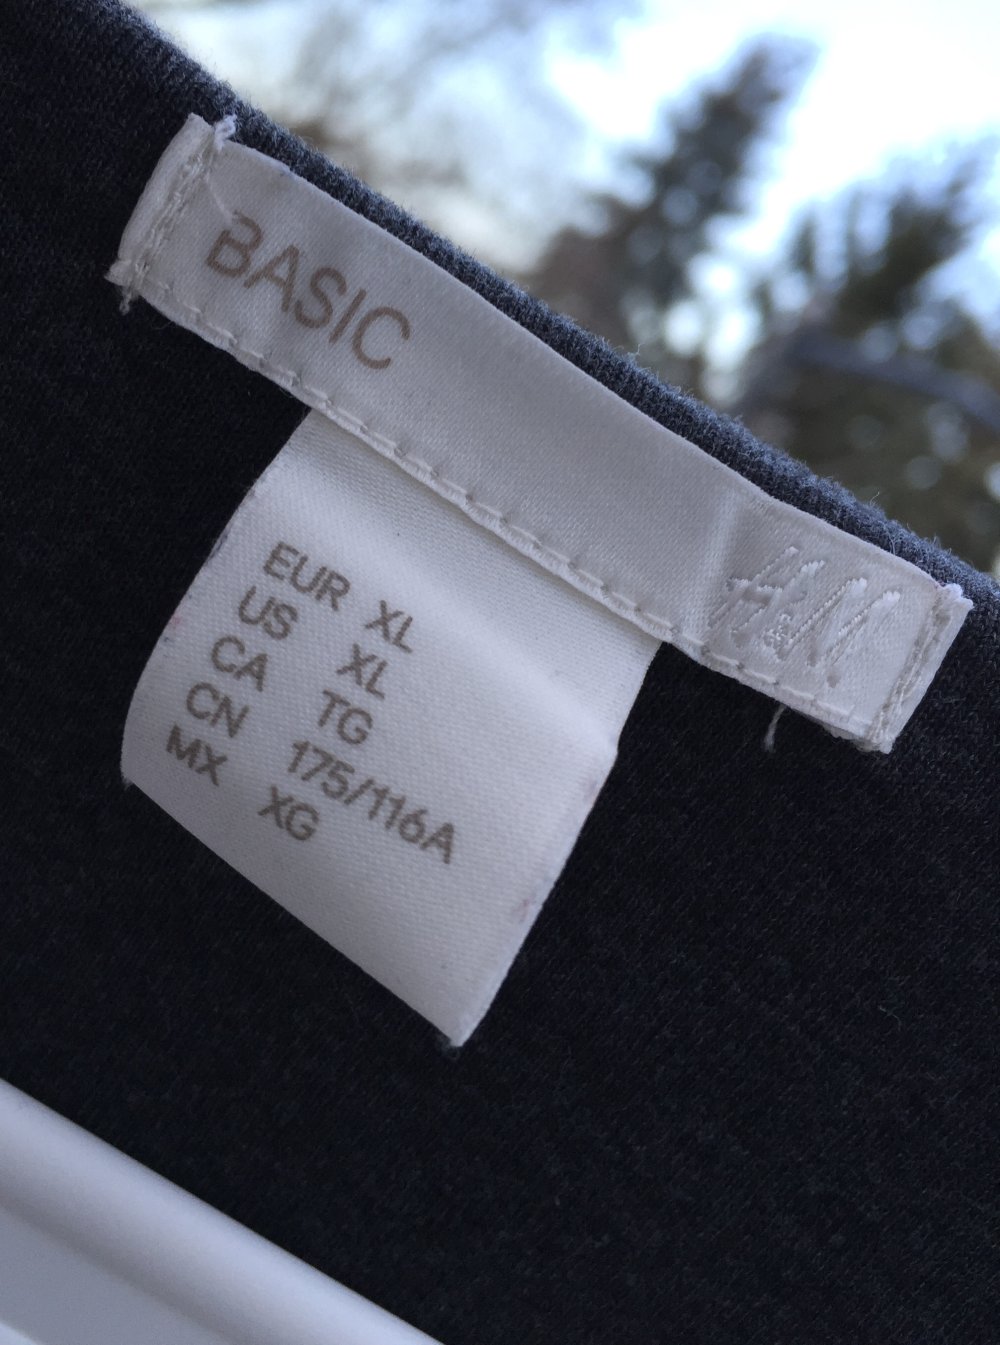 BASIC
H&M
EUR XL
US XL
CA TG
CN 175/116A
MX XG